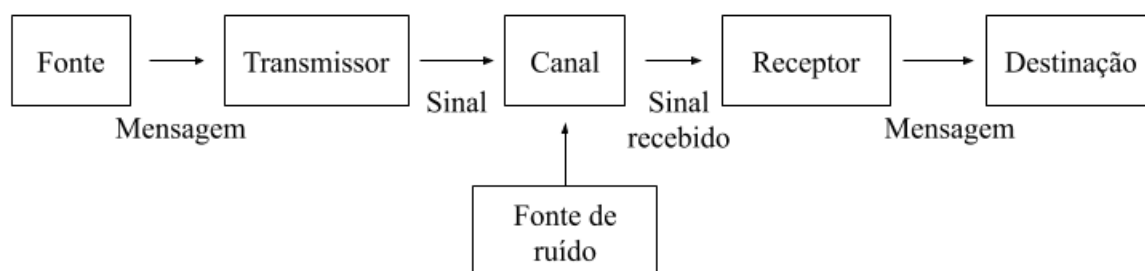 Fonte
Transmissor
Canal
Receptor
Destinação
Mensagem
Sinal
Sinal
recebido
Mensagem
Fonte de
ruído